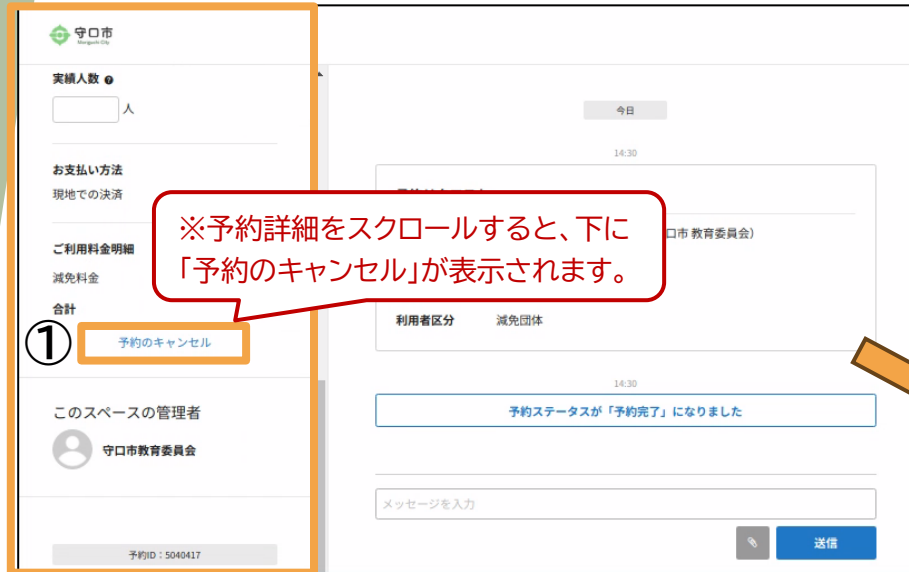 守口市
Moriguchi City
実績人数
人
お支払い方法
現地での決済
ご利用料金明細
減免料金
合計
①
予約のキャンセル
このスペースの管理者
守口市教育委員会
予約ID：5040417
※予約詳細をスクロールすると、下に
「予約のキャンセル」が表示されます。
今日
14:30
口市 教育委員会）
利用者区分 減免団体
14:30
予約ステータスが「予約完了」になりました
メッセージを入力
送信